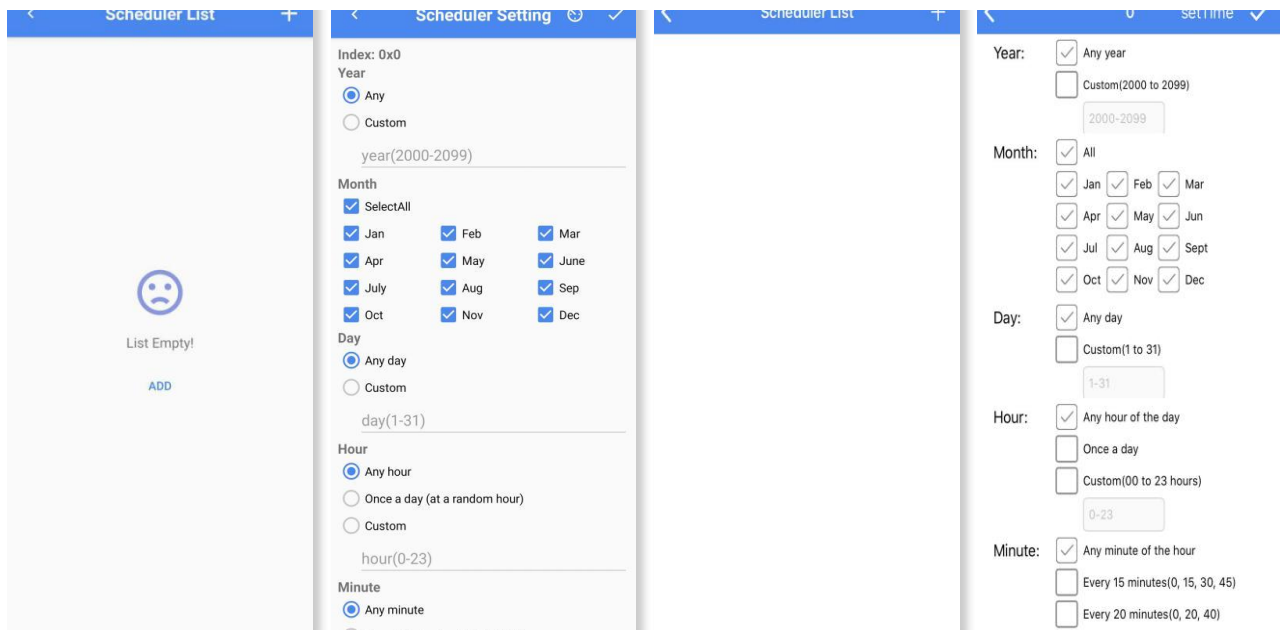 Scheduler List
List Empty!
ADD
Scheduler Setting
Index: 0x0
Year
Any
Custom
year(2000-2099)
Month
SelectAll
Jan Feb Mar
Apr May June
July Aug Sep
Oct Nov Dec
Day
Any day
Custom
day(1-31)
Hour
Any hour
Once a day (at a random hour)
Custom
hour(0-23)
Minute
Any minute
Scheduler List
0 setTime
Year: Any year
Custom(2000 to 2099)
2000-2099
Month: All
Jan Feb Mar
Apr May Jun
Jul Aug Sept
Oct Nov Dec
Day: Any day
Custom(1 to 31)
1-31
Hour: Any hour of the day
Once a day
Custom(00 to 23 hours)
0-23
Minute: Any minute of the hour
Every 15 minutes(0, 15, 30, 45)
Every 20 minutes(0, 20, 40)